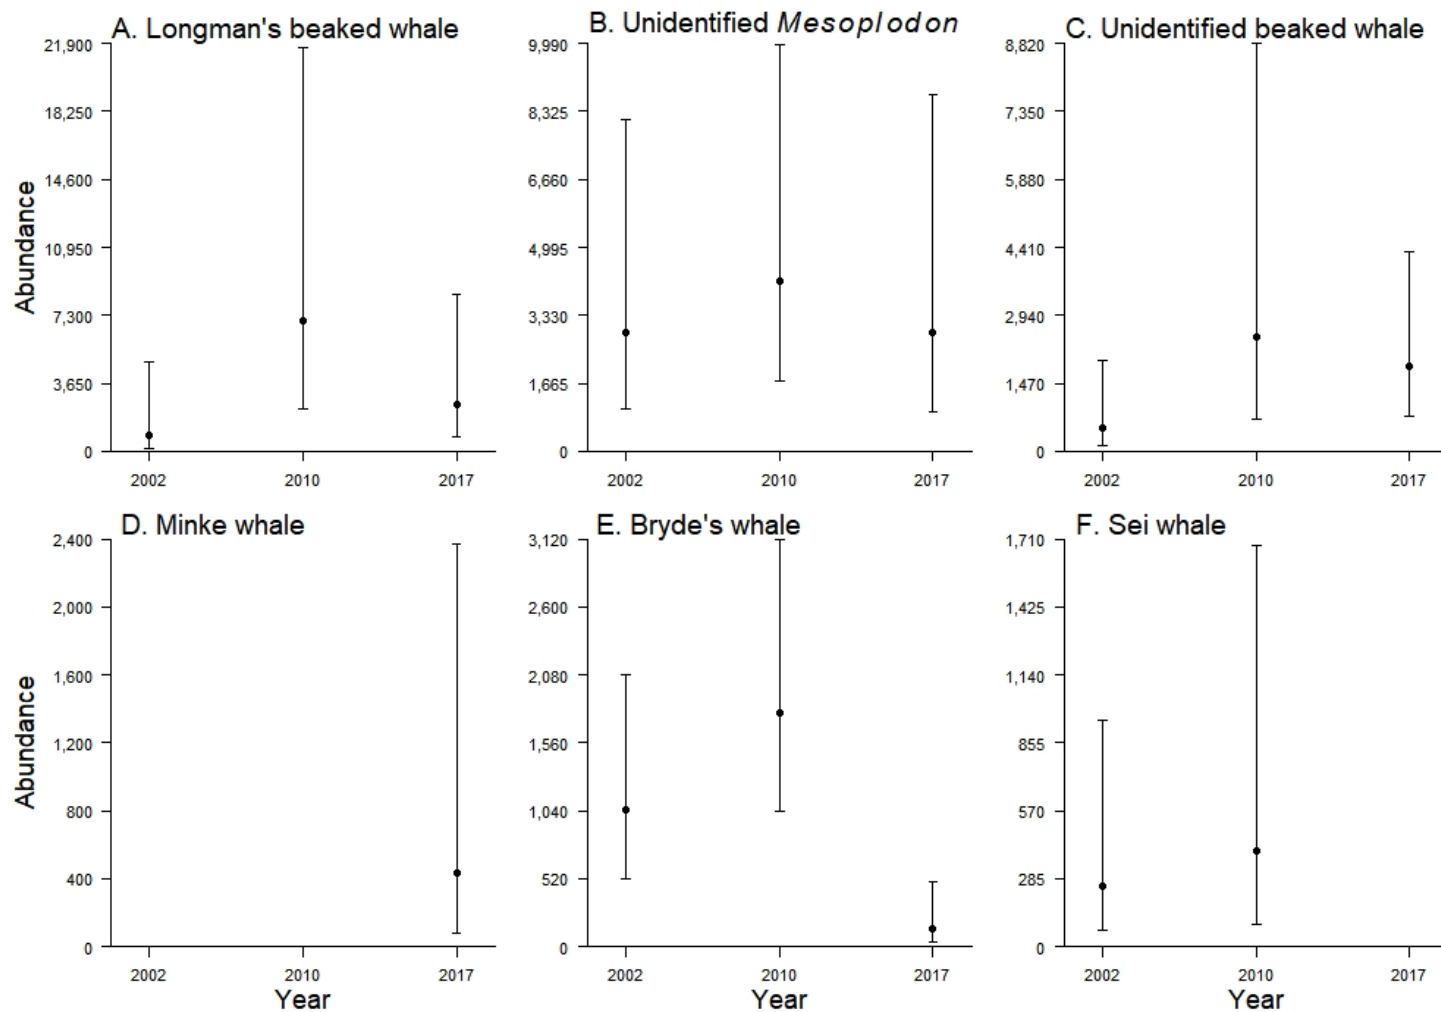 A. Longman's beaked whale
21,900
18,250
14,600
10,950
7,300
3,650
0
Abundance
2002 2010 2017
B. Unidentified Mesoplodon
9,990
8,325
6,660
4,995
3,330
1,665
0
2002 2010 2017
C. Unidentified beaked whale
8,820
7,350
5,880
4,410
2,940
1,470
0
2002 2010 2017
D. Minke whale
2,400
2,000
1,600
1,200
800
400
0
Abundance
2002 2010 2017
Year
E. Bryde's whale
3,120
2,600
2,080
1,560
1,040
520
0
2002 2010 2017
Year
F. Sei whale
1,710
1,425
1,140
855
570
285
0
2002 2010 2017
Year